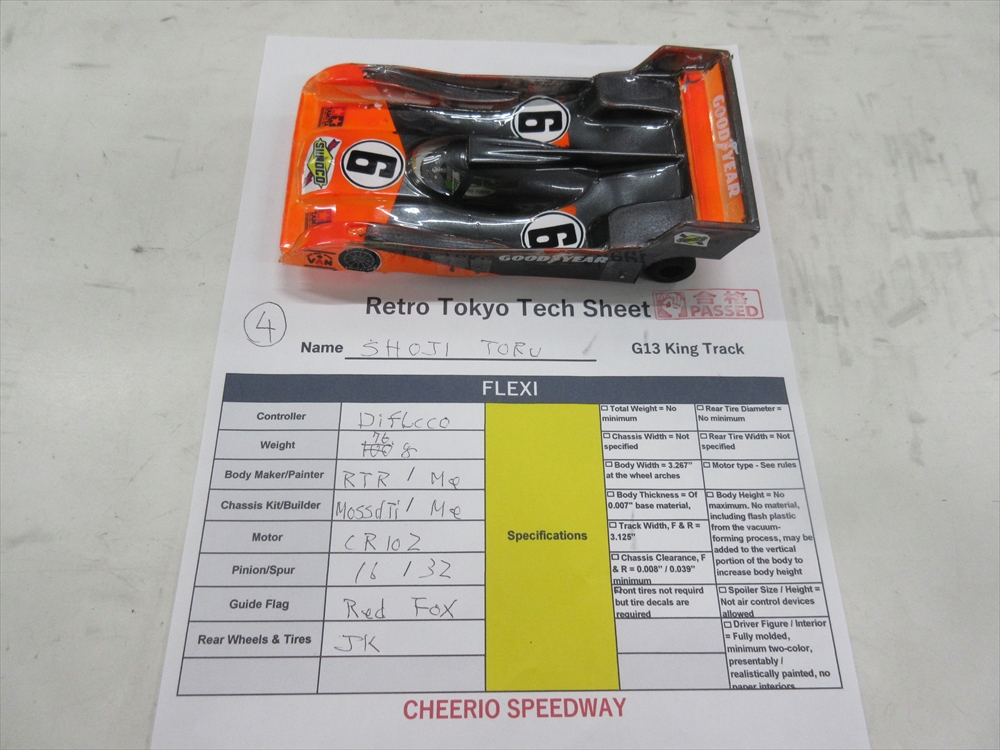 6
SUNOCO
6
6
GOODYEAR
GOODYEAR
VAN
Retro Tokyo Tech Sheet
合格
PASSED
4
Name SHOJI TORU
G13 King Track
FLEXI
Controller Difucco
Weight 76 100 g
Body Maker/Painter RTR / Me
Chassis Kit/Builder Mossetti / Me
Motor CR102
Pinion/Spur 16 / 32
Guide Flag Red Fox
Rear Wheels & Tires JK
Specifications
☐ Total Weight = No
minimum
☐ Rear Tire Diameter =
No minimum
☐ Chassis Width = Not
specified
☐ Rear Tire Width = Not
specified
☐ Body Width = 3.267"
at the wheel arches
☐ Motor type - See rules
☐ Body Thickness = Of
0.007" base material,
☐ Body Height = No
maximum. No material,
including flash plastic
from the vacuum-
forming process, may be
added to the vertical
portion of the body to
increase body height
☐ Track Width, F & R =
3.125"
☐ Chassis Clearance, F
& R = 0.008" / 0.039"
minimum
Front tires not requird
but tire decals are
required
☐ Spoiler Size / Height =
Not air control devices
allowed
☐ Driver Figure / Interior
= Fully molded,
minimum two-color,
presentably /
realistically painted, no
paper interiors
CHEERIO SPEEDWAY